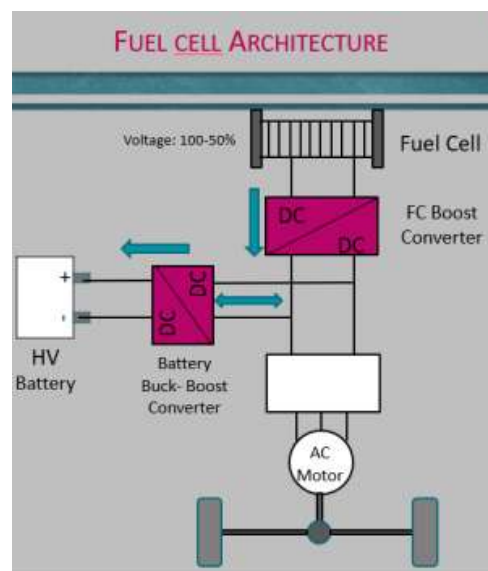 FUEL CELL ARCHITECTURE
Voltage: 100-50%
Fuel Cell
DC
DC
FC Boost
Converter
+
-
DC
DC
HV
Battery
Battery
Buck- Boost
Converter
AC
Motor